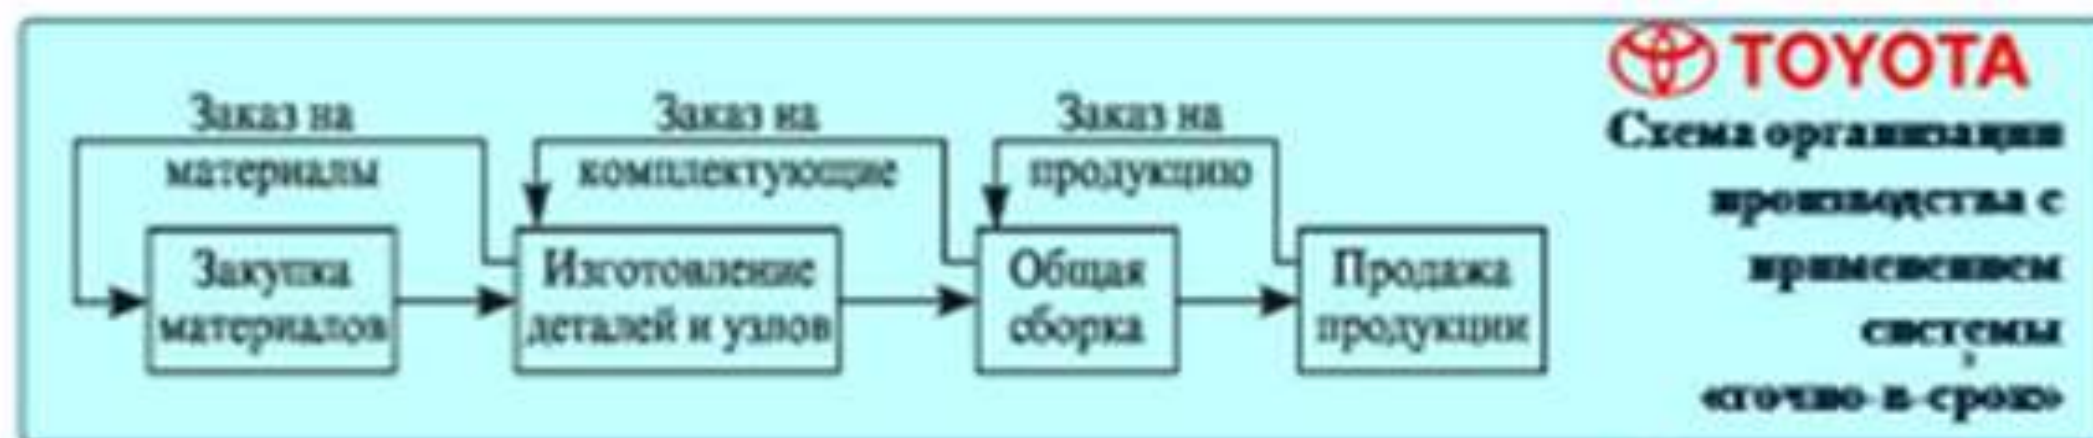 TOYOTA
Схема организации
производства с
применением
системы
«точно-в-срок»
Заказ на
материалы
Заказ на
комплектующие
Заказ на
продукцию
Закупка
материалов
Изготовление
деталей и узлов
Общая
сборка
Продажа
продукции